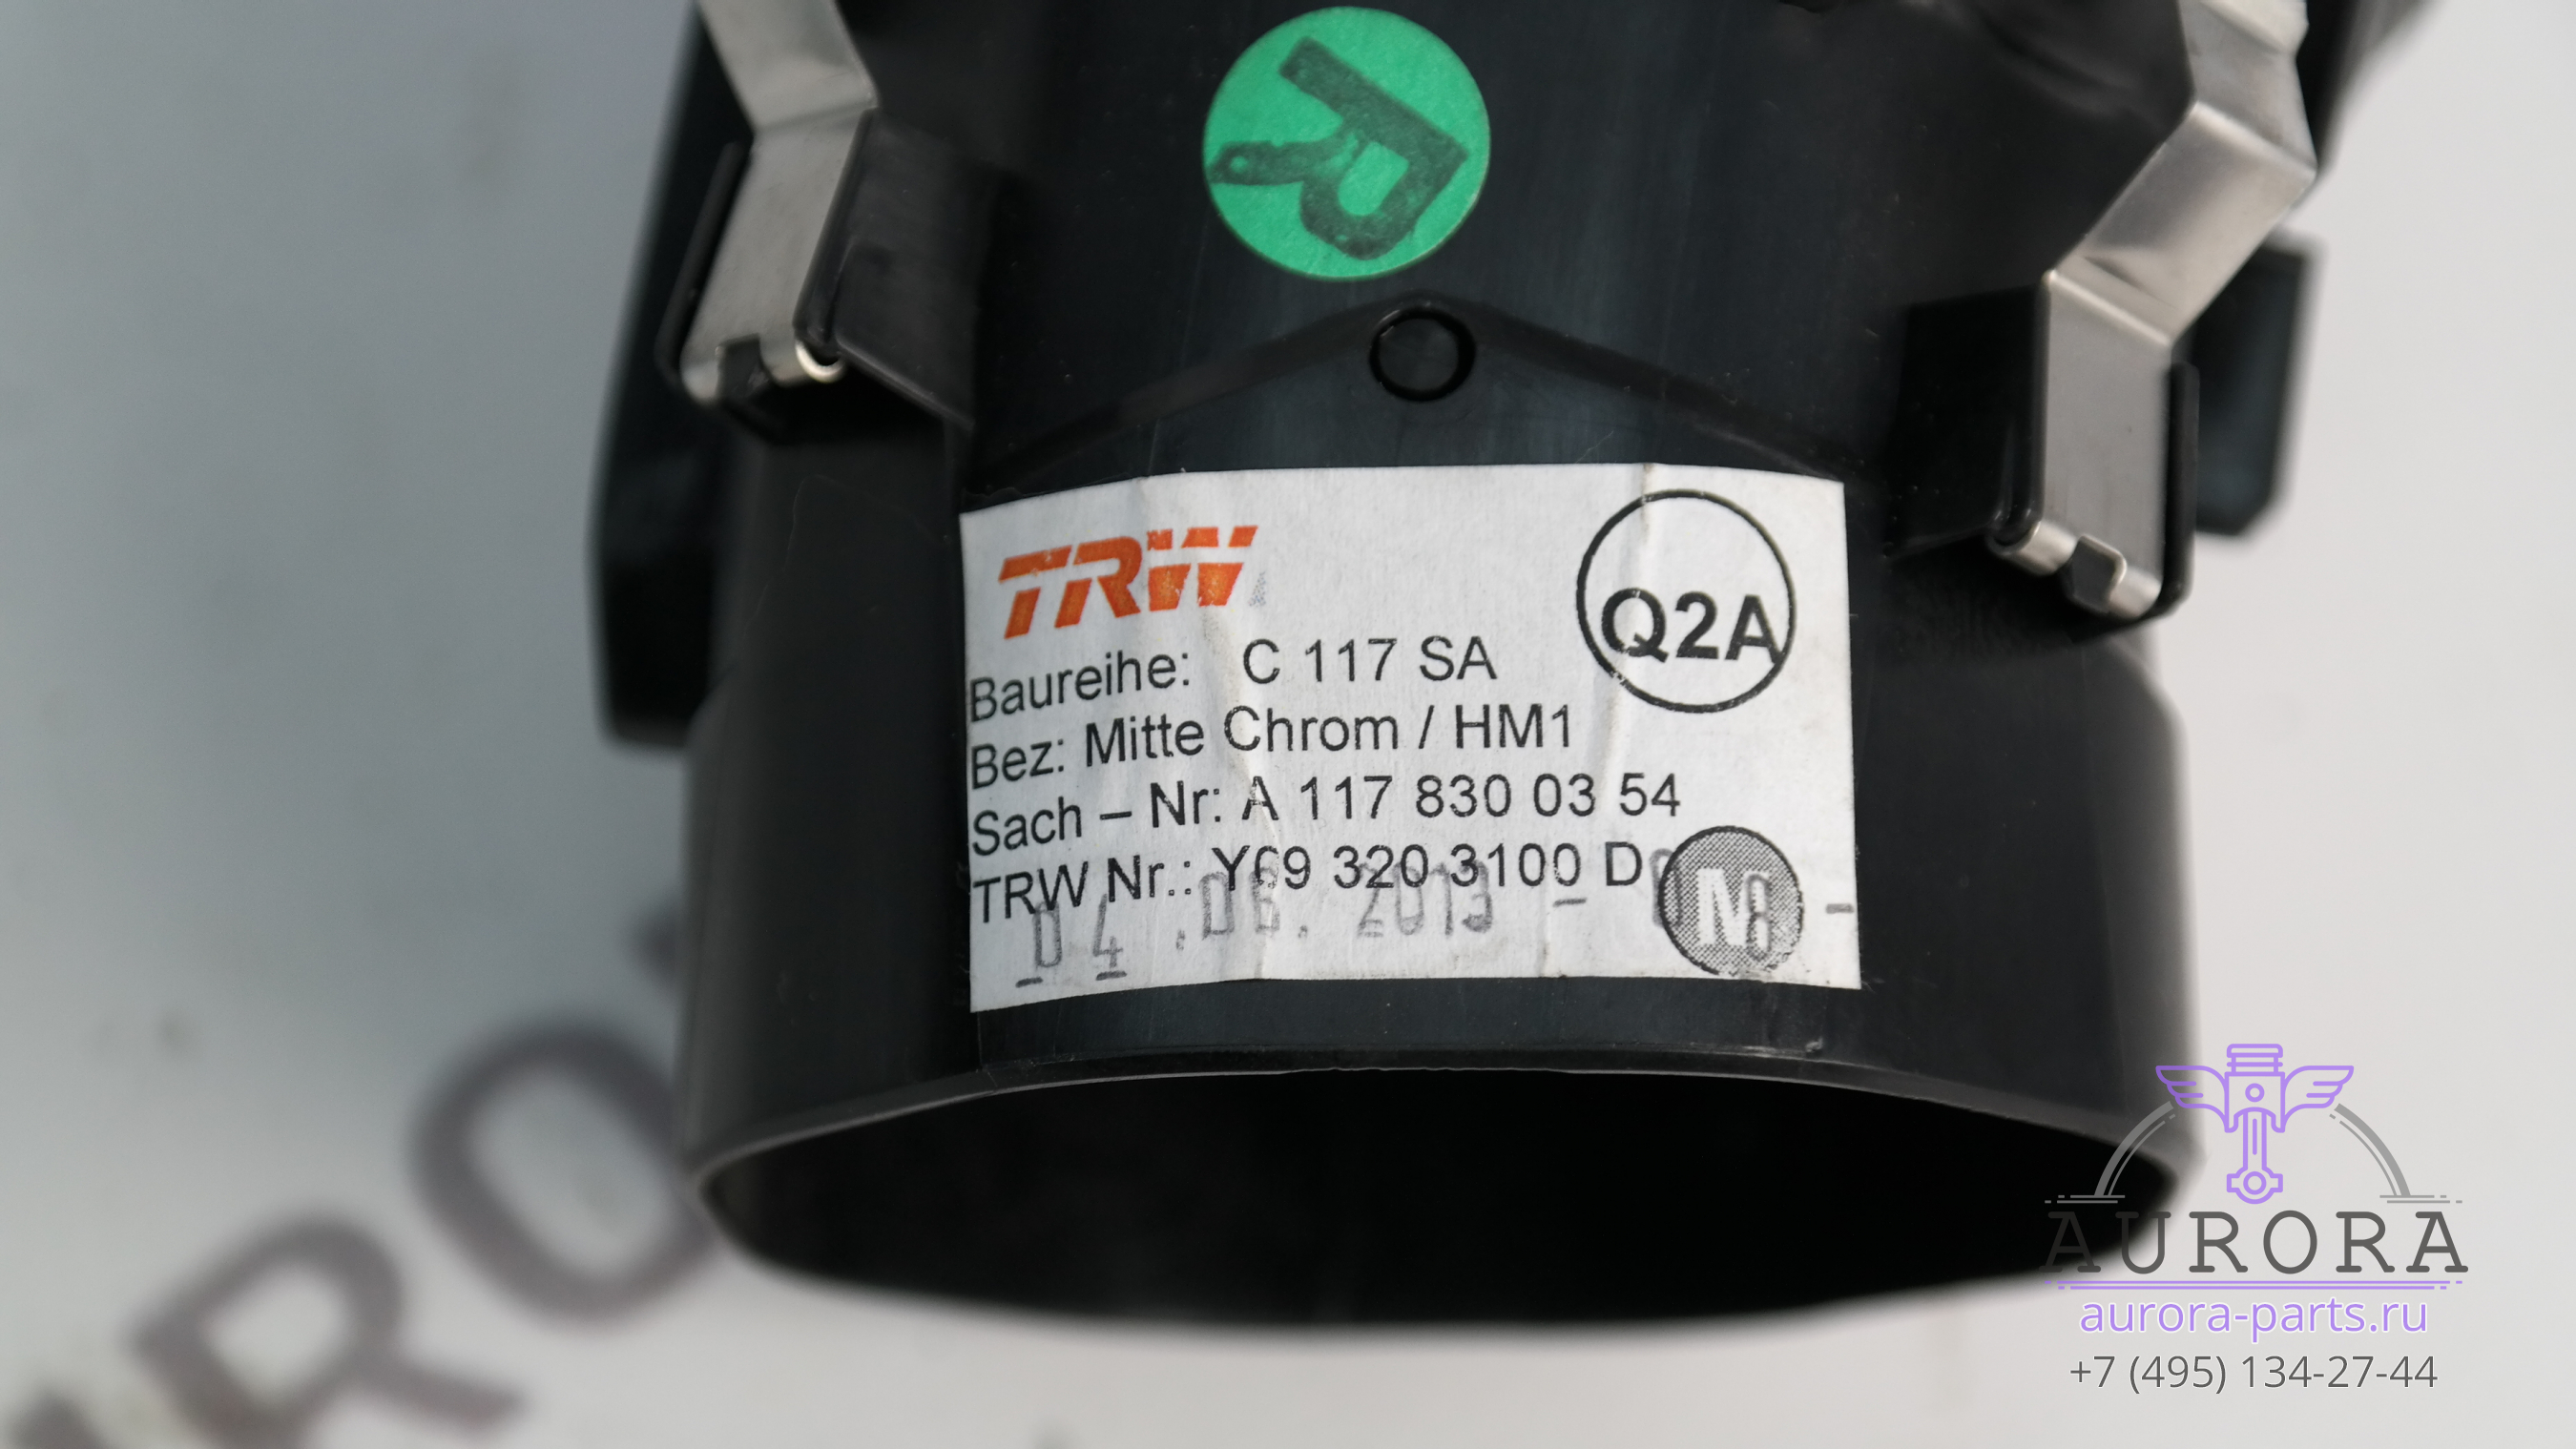 R
TRW
Q2A
Baureihe: C 117 SA
Bez: Mitte Chrom / HM1
Sach – Nr: A 117 830 03 54
TRW Nr.: Y69 320 3100 D
04.06.2013 -
M
AURORA
aurora-parts.ru
+7 (495) 134-27-44
RO